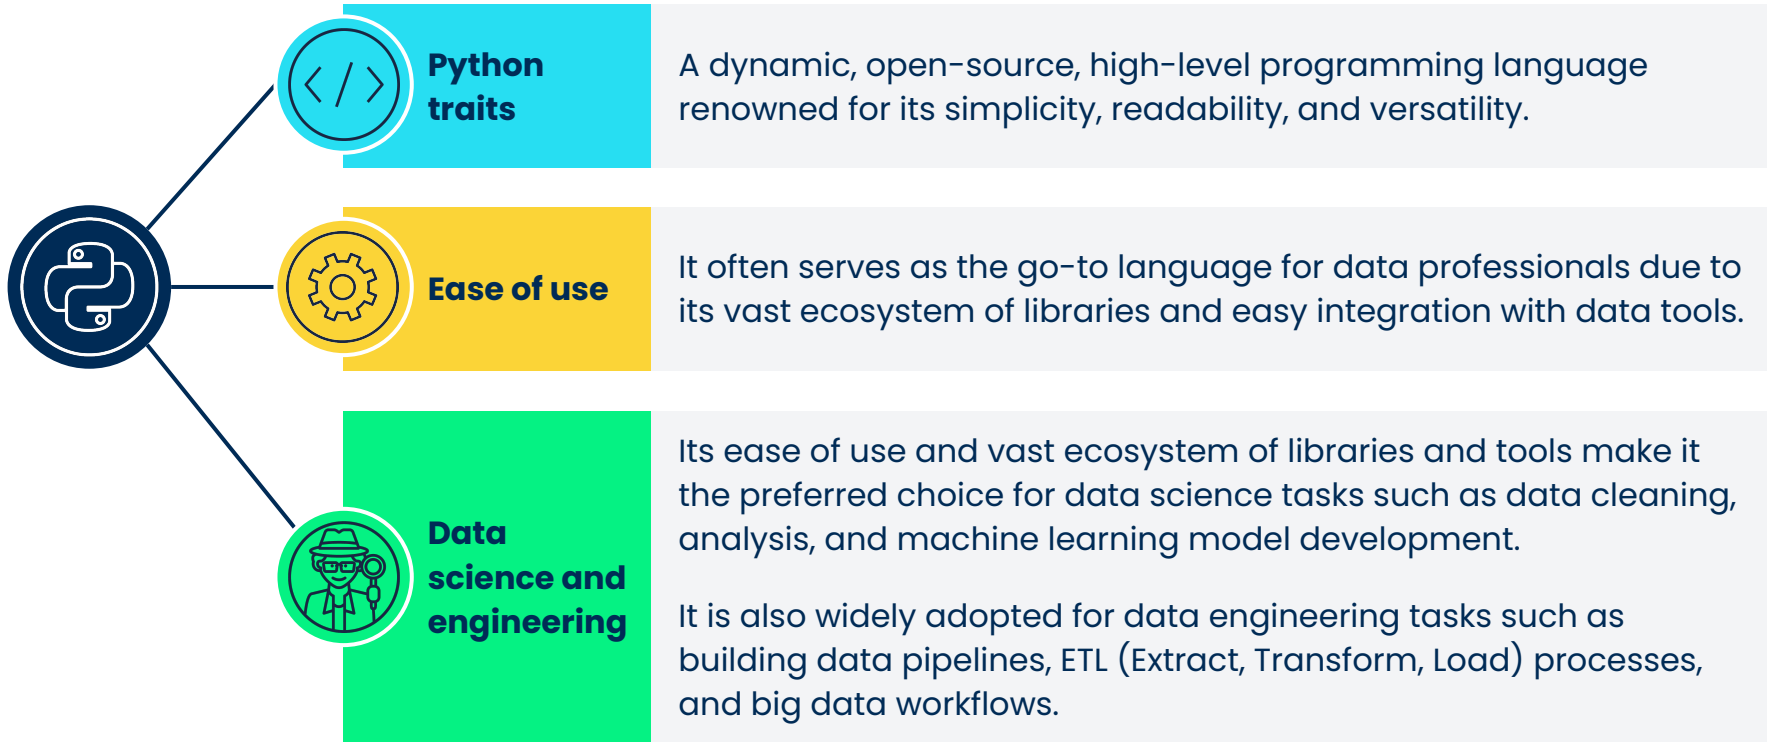 Python
traits
A dynamic, open-source, high-level programming language
renowned for its simplicity, readability, and versatility.
Ease of use
It often serves as the go-to language for data professionals due to
its vast ecosystem of libraries and easy integration with data tools.
Data
science and
engineering
Its ease of use and vast ecosystem of libraries and tools make it
the preferred choice for data science tasks such as data cleaning,
analysis, and machine learning model development.
It is also widely adopted for data engineering tasks such as
building data pipelines, ETL (Extract, Transform, Load) processes,
and big data workflows.